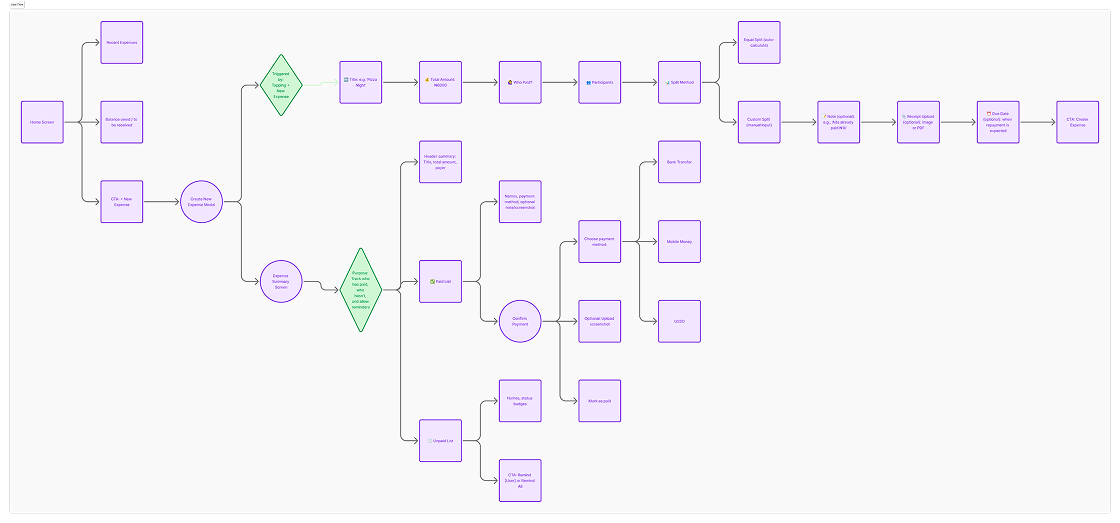 User Flow
Recent Expenses
Home Screen
Balance owed / to
be received
CTA: + New
Expense
Create New
Expense Modal
Triggered
by:
Tapping +
New
Expense
Title: e.g. "Pizza
Night
Total Amount:
₦6000
Who Paid?
Participants
Split Method
Equal Split (auto-
calculate)
Custom Split
(manual input)
Note (optional):
e.g., "Ada already
paid ₦1k"
Receipt Upload
(optional): image
or PDF
Due Date
(optional): when
repayment is
expected
CTA: Create
Expense
Expense
Summary
Screen
Purpose:
Track who
has paid,
who
hasn't,
and allow
reminders
Header summary:
Title, total amount,
payer
Paid List
Names, payment
method, optional
note/screenshot
Confirm
Payment
Choose payment
method:
Bank Transfer
Mobile Money
USSD
Optional: Upload
screenshot
Mark as paid
Unpaid List
Names, status
badges
CTA: Remind
[User] or Remind
All